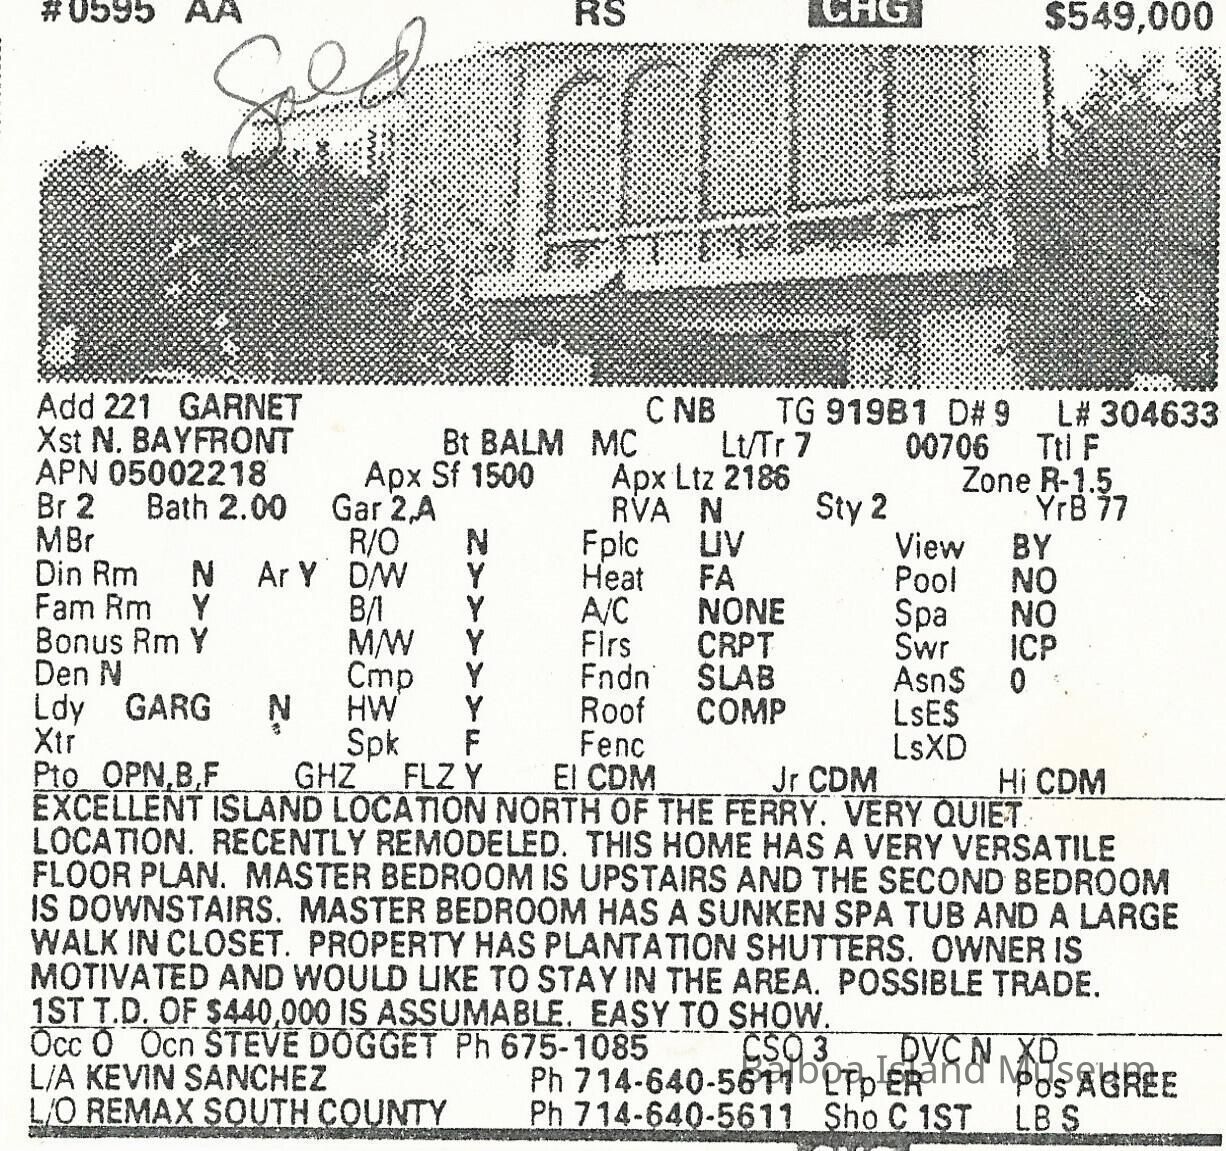 #0595 AA RS CHG $549,000
Sold
Add 221 GARNET C NB TG 919B1 D# 9 L# 304633
Xst N. BAYFRONT Bt BALM MC Lt/Tr 7 00706 Ttl F
APN 05002218 Apx Sf 1500 Apx Ltz 2186 Zone R-1.5
Br 2 Bath 2.00 Gar 2,A RVA N Sty 2 YrB 77
MBr R/O N Fplc LIV View BY
Din Rm N Ar Y D/W Y Heat FA Pool NO
Fam Rm Y B/I Y A/C NONE Spa NO
Bonus Rm Y M/W Y Flrs CRPT Swr ICP
Den N Cmp Y Fndn SLAB Asn$ 0
Ldy GARG N HW Y Roof COMP LsE$
Xtr Spk F Fenc LsXD
Pto OPN,B,F GHZ FLZ Y El CDM Jr CDM Hi CDM
EXCELLENT ISLAND LOCATION NORTH OF THE FERRY. VERY QUIET
LOCATION. RECENTLY REMODELED. THIS HOME HAS A VERY VERSATILE
FLOOR PLAN. MASTER BEDROOM IS UPSTAIRS AND THE SECOND BEDROOM
IS DOWNSTAIRS. MASTER BEDROOM HAS A SUNKEN SPA TUB AND A LARGE
WALK IN CLOSET. PROPERTY HAS PLANTATION SHUTTERS. OWNER IS
MOTIVATED AND WOULD LIKE TO STAY IN THE AREA. POSSIBLE TRADE.
1ST T.D. OF $440,000 IS ASSUMABLE. EASY TO SHOW.
Occ O Ocn STEVE DOGGET Ph 675-1085 CSO 3 DVC N XD
Balboa Island Museum
L/A KEVIN SANCHEZ Ph 714-640-5611 LTp ER Pos AGREE
L/O REMAX SOUTH COUNTY Ph 714-640-5611 Sho C 1ST LB S
CHG